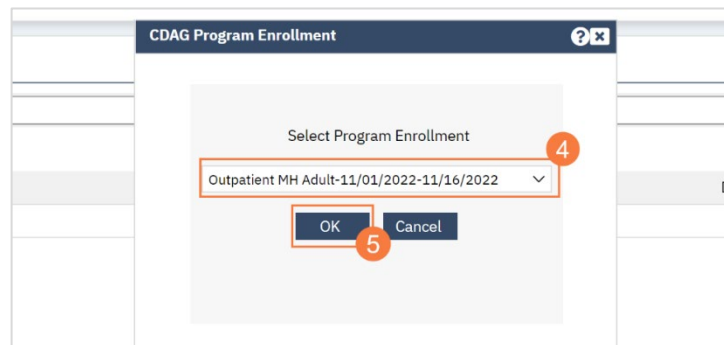 CDAG Program Enrollment
Select Program Enrollment
4
Outpatient MH Adult-11/01/2022-11/16/2022
OK
Cancel
5